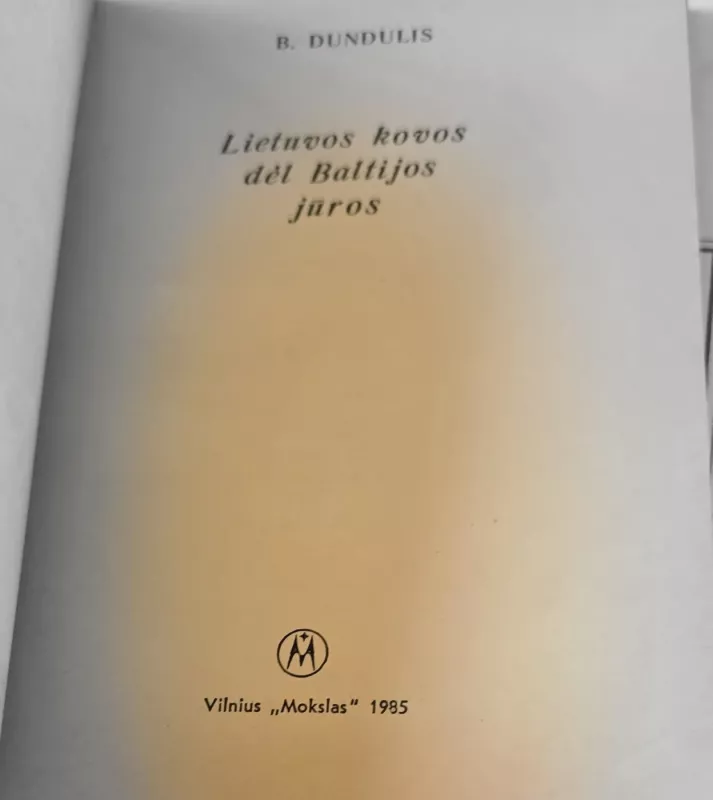 B. DUNDULIS
Lietuvos kovos
dėl Baltijos
jūros
M
Vilnius „Mokslas" 1985